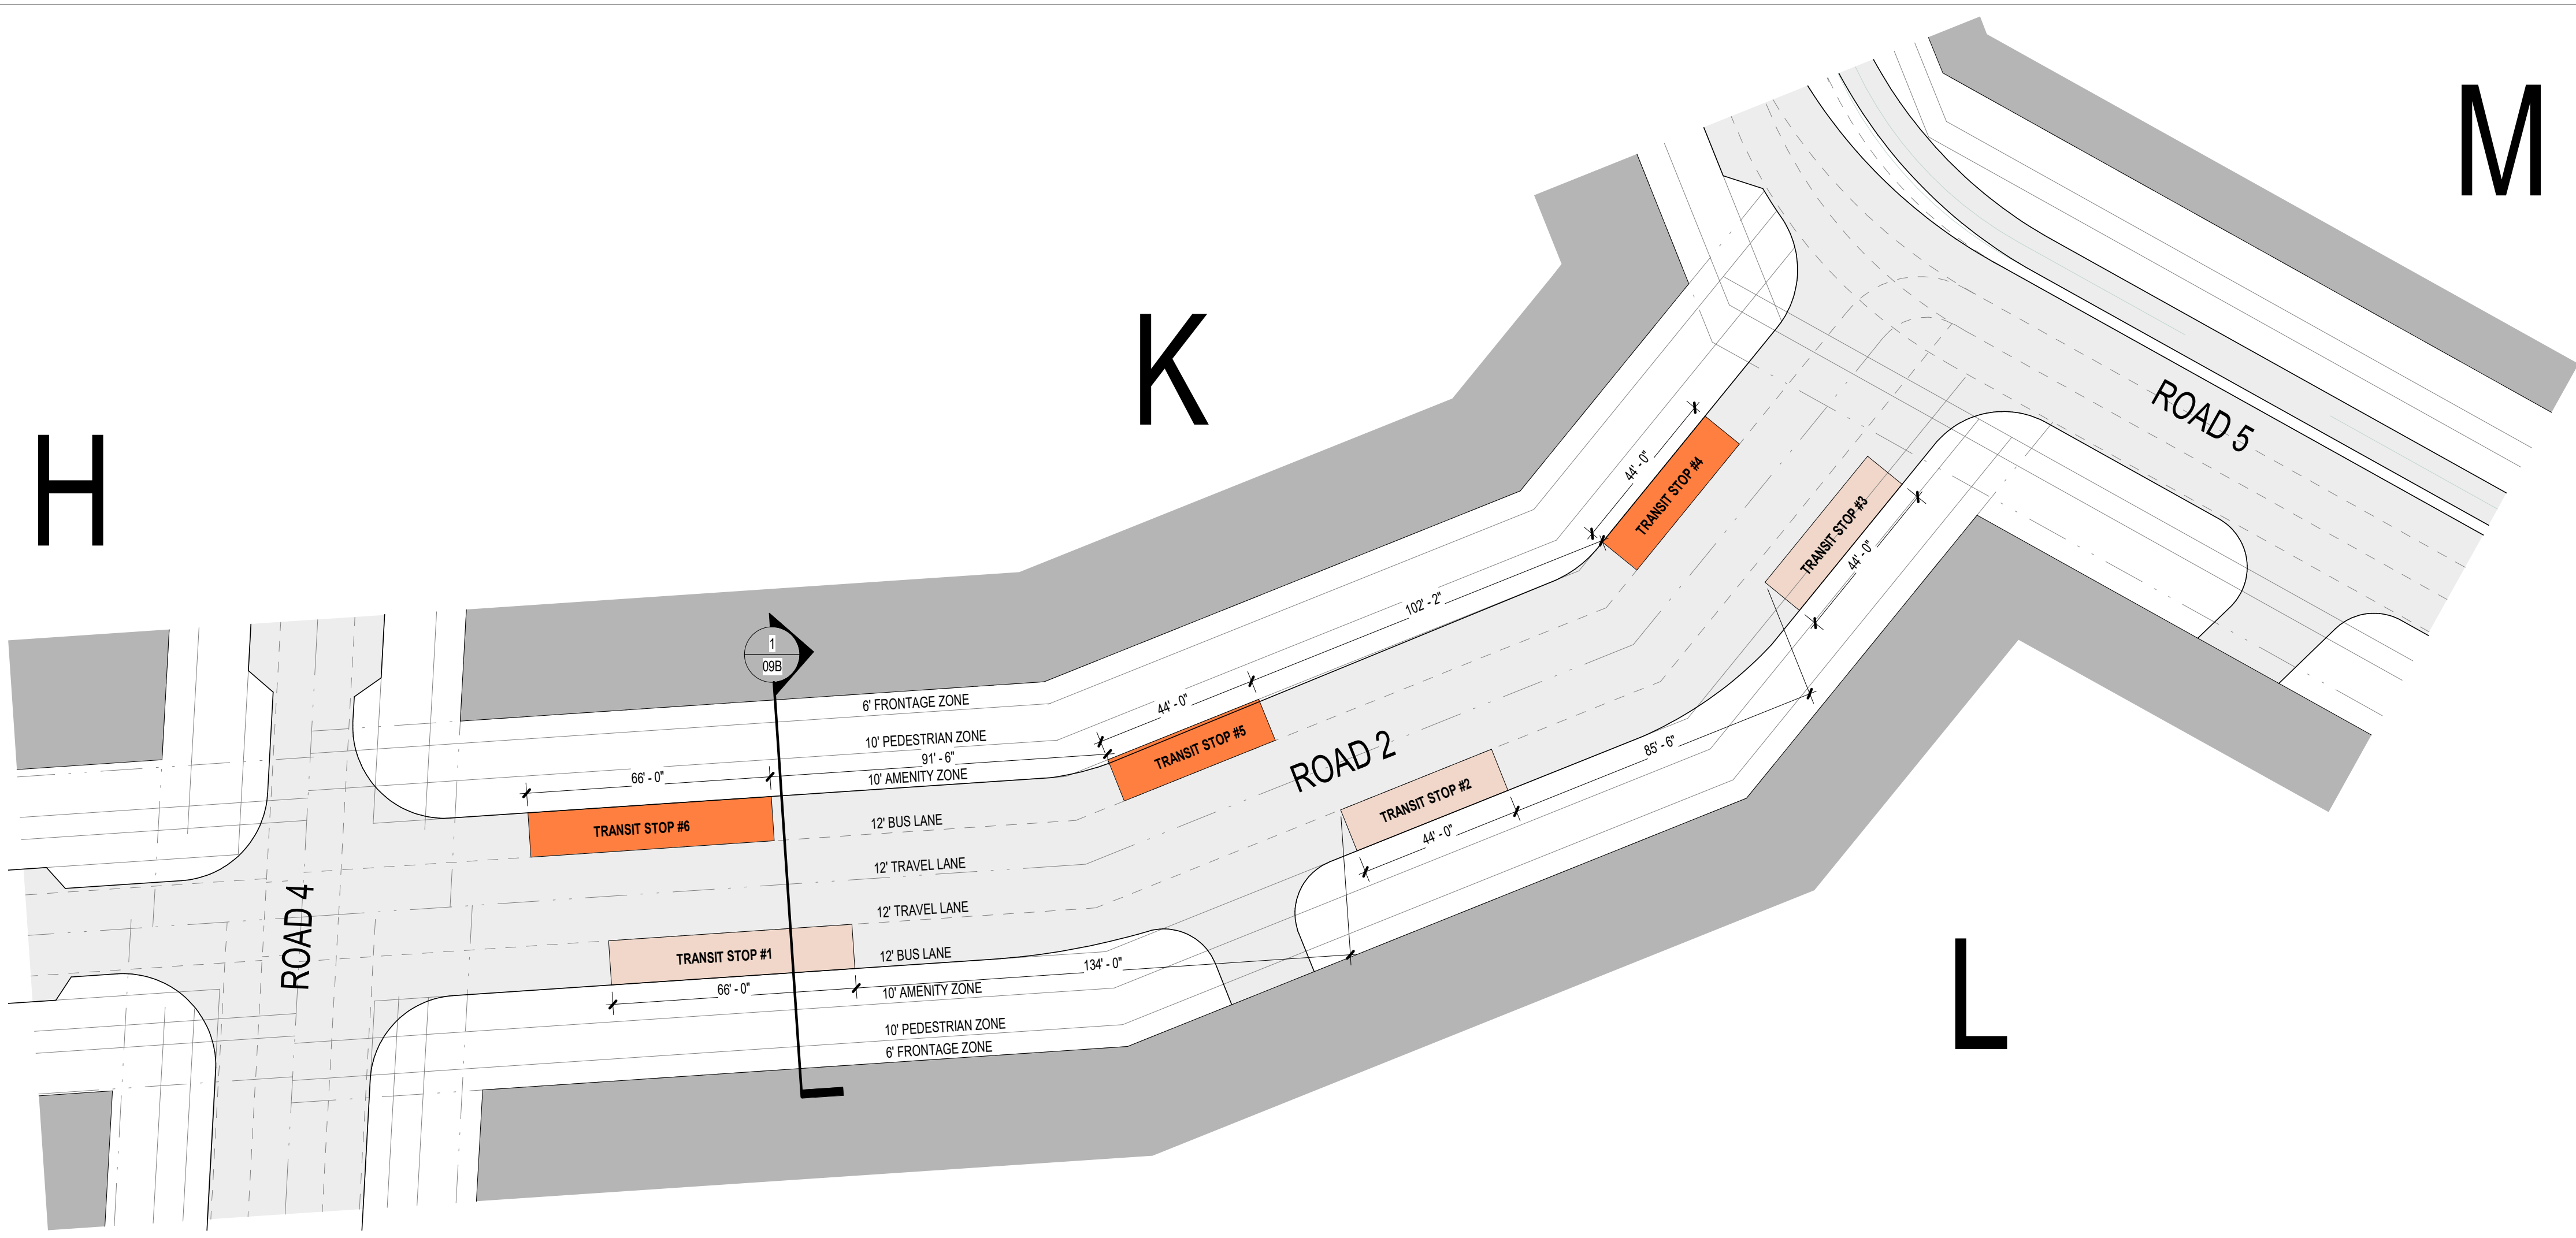 M
K
H
ROAD 5
44' - 0"
TRANSIT STOP #4
TRANSIT STOP #3
44' - 0"
102' - 2"
1
09B
6' FRONTAGE ZONE
44' - 0"
10' PEDESTRIAN ZONE
TRANSIT STOP #5
91' - 6"
66' - 0"
10' AMENITY ZONE
ROAD 2
85' - 6"
TRANSIT STOP #2
44' - 0"
TRANSIT STOP #6
12' BUS LANE
12' TRAVEL LANE
12' TRAVEL LANE
ROAD 4
TRANSIT STOP #1
12' BUS LANE
134' - 0"
66' - 0"
10' AMENITY ZONE
10' PEDESTRIAN ZONE
6' FRONTAGE ZONE
L